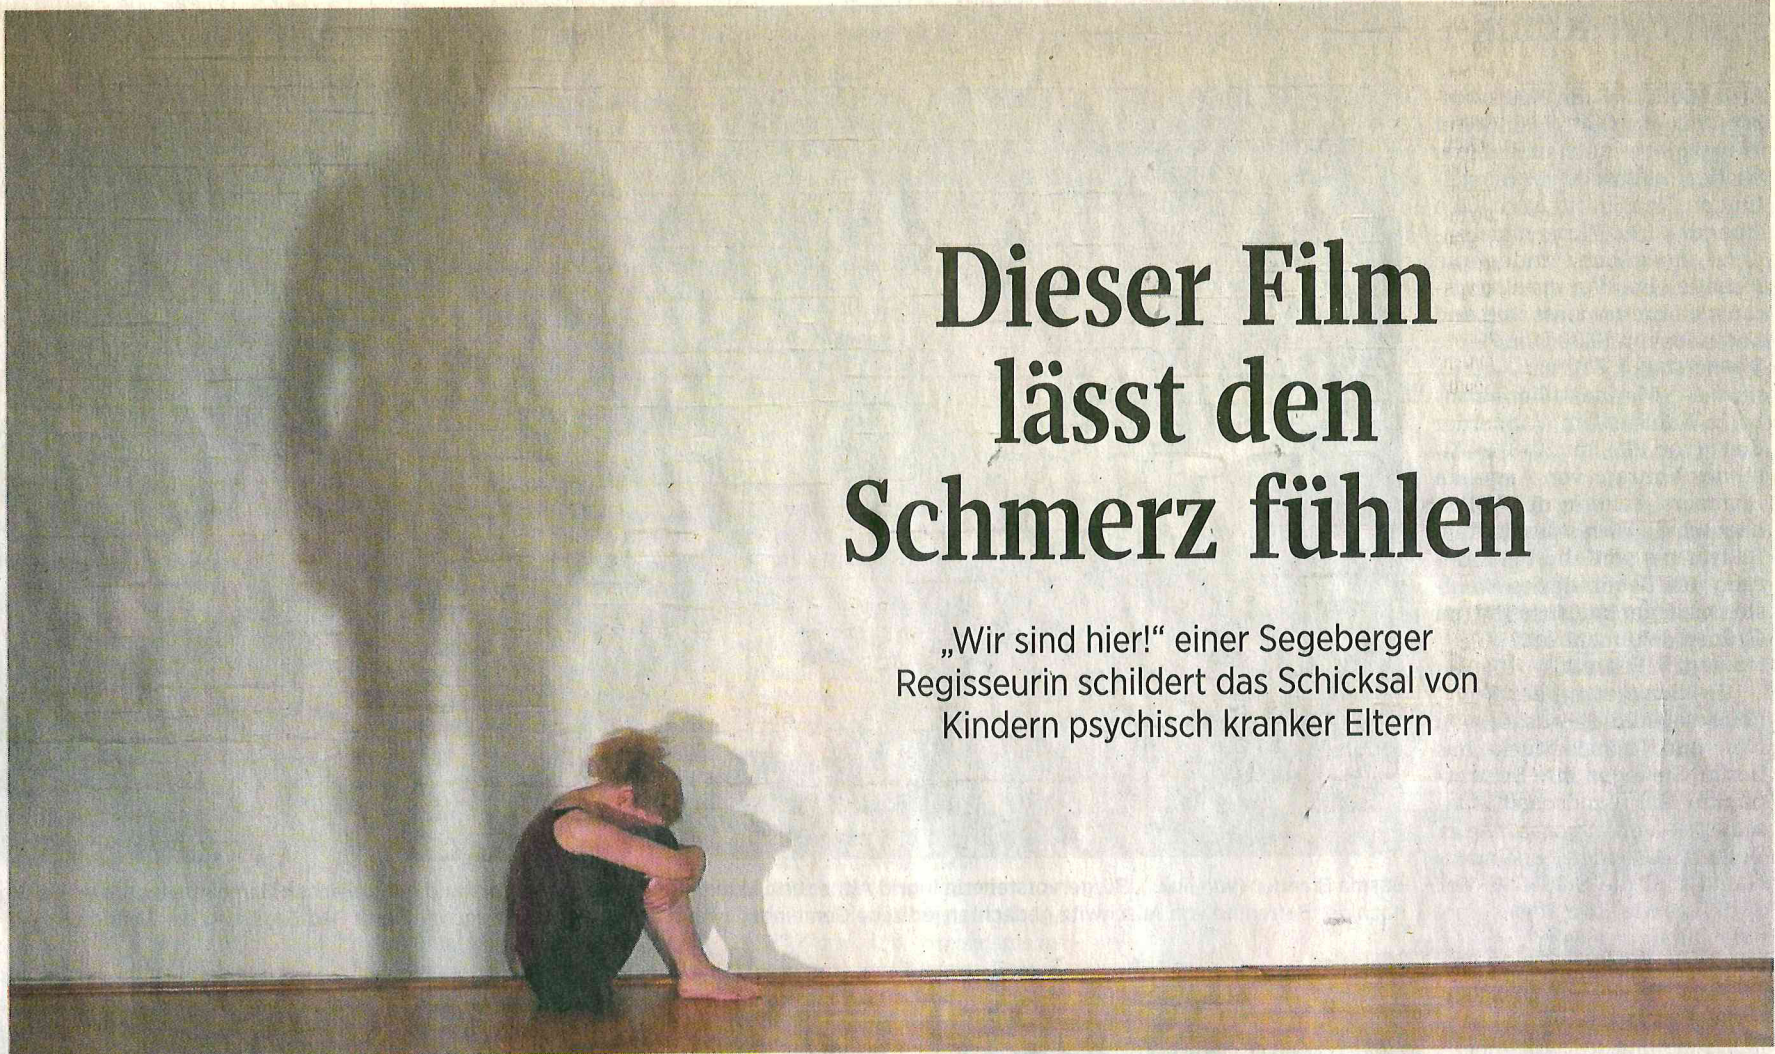 Dieser Film
lässt den
Schmerz fühlen
„Wir sind hier!“ einer Segeberger
Regisseurin schildert das Schicksal von
Kindern psychisch kranker Eltern